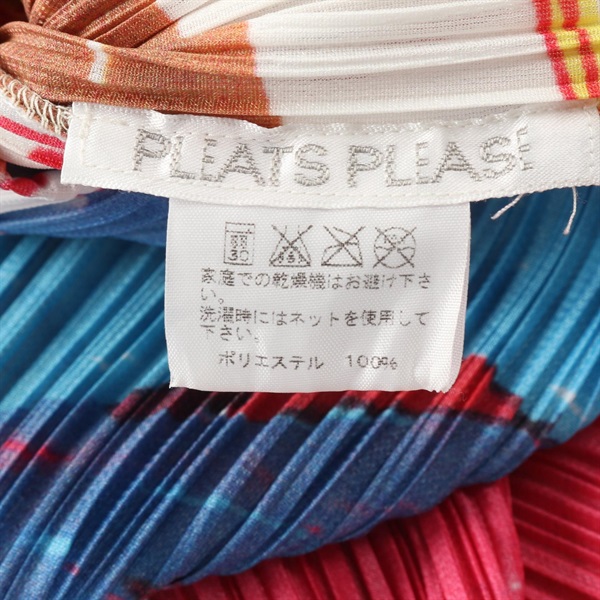 PLEATS PLEASE
30
家庭での乾燥機はお避け下さ
い。
洗濯時にはネットを使用して
下さい。
ポリエステル 100%